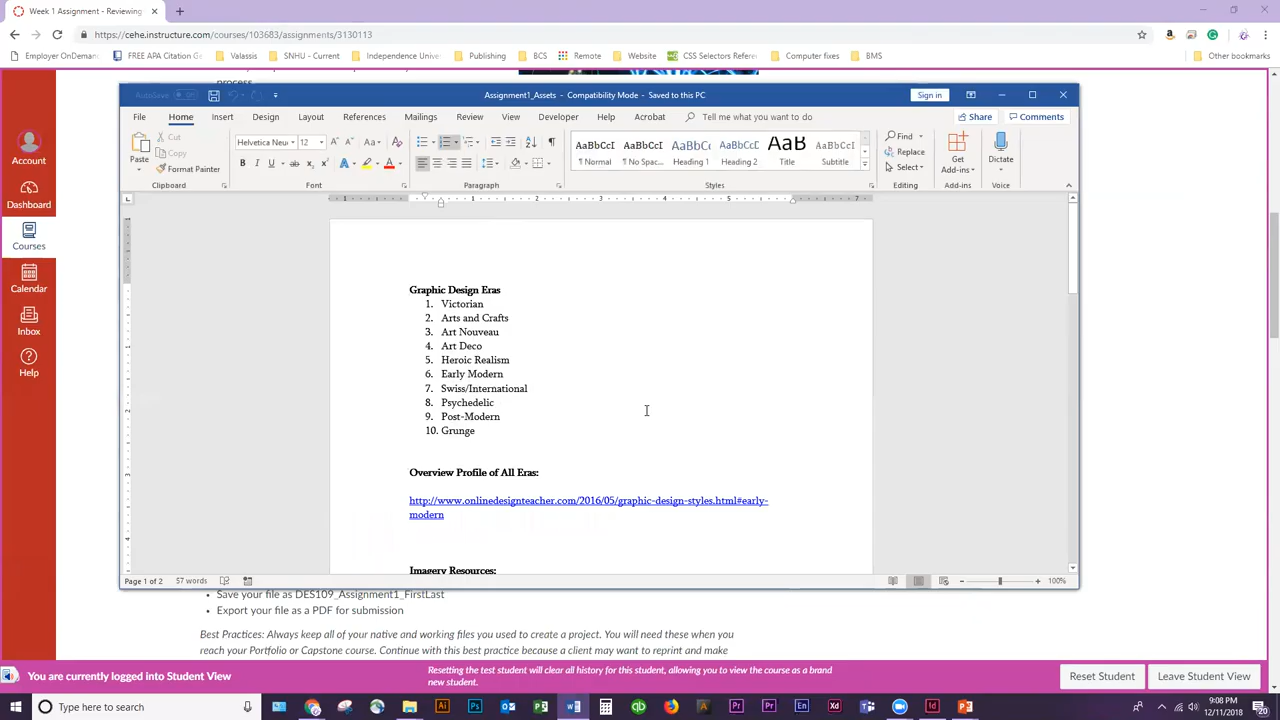 Week 1 Assignment - Reviewing
https://cehe.instructure.com/courses/103683/assignments/3130113
Employer OnDeman
FREE APA Citation Ge
Valassis
SNHU - Current
Independence Unive
Publishing
BCS
Remote
Website
CSS Selectors Refere
Computer fixes
BMS
Other bookmarks
process
AutoSave
Off
Assignment1_Assets - Compatibility Mode - Saved to this PC
Sign in
File
Home
Insert
Design
Layout
References
Mailings
Review
View
Developer
Help
Acrobat
Tell me what you want to do
Share
Comments
Paste
Cut
Copy
Format Painter
Clipboard
Helvetica Neu
12
Font
Paragraph
AaBbCcI
¶ Normal
AaBbCcI
¶ No Spac...
AaBbCc
Heading 1
AaBbCcI
Heading 2
AaB
Title
AaBbCcI
Subtitle
Styles
Find
Replace
Select
Editing
Get
Add-ins
Add-ins
Dictate
Voice
Account
Dashboard
Courses
Calendar
Inbox
Help
Graphic Design Eras
1. Victorian
2. Arts and Crafts
3. Art Nouveau
4. Art Deco
5. Heroic Realism
6. Early Modern
7. Swiss/International
8. Psychedelic
9. Post-Modern
10. Grunge
Overview Profile of All Eras:
http://www.onlinedesignteacher.com/2016/05/graphic-design-styles.html#early-
modern
Imagery Resources:
Page 1 of 2
57 words
100%
• Save your file as DES109_Assignment1_FirstLast
• Export your file as a PDF for submission
Best Practices: Always keep all of your native and working files you used to create a project. You will need these when you
reach your Portfolio or Capstone course. Continue with this best practice because a client may want to reprint and make
You are currently logged into Student View
Resetting the test student will clear all history for this student, allowing you to view the course as a brand
new student.
Reset Student
Leave Student View
Type here to search
9:08 PM
12/11/2018